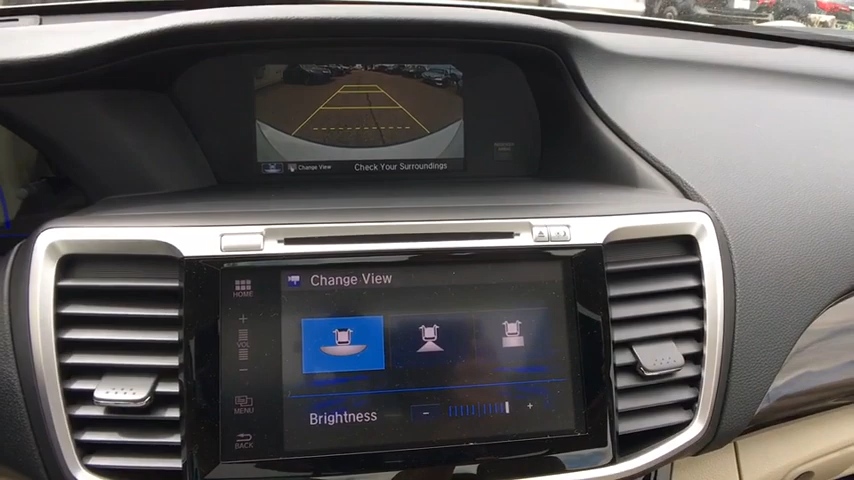 Change View
Check Your Surroundings
Change View
HOME
VOL
MENU
BACK
Brightness